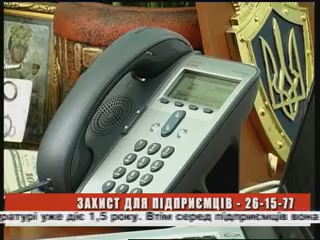 ЗАХИСТ ДЛЯ ПІДПРИЄМЦІВ - 26-15-77
ратурі уже діє 1,5 року. Втім серед підприємців вона